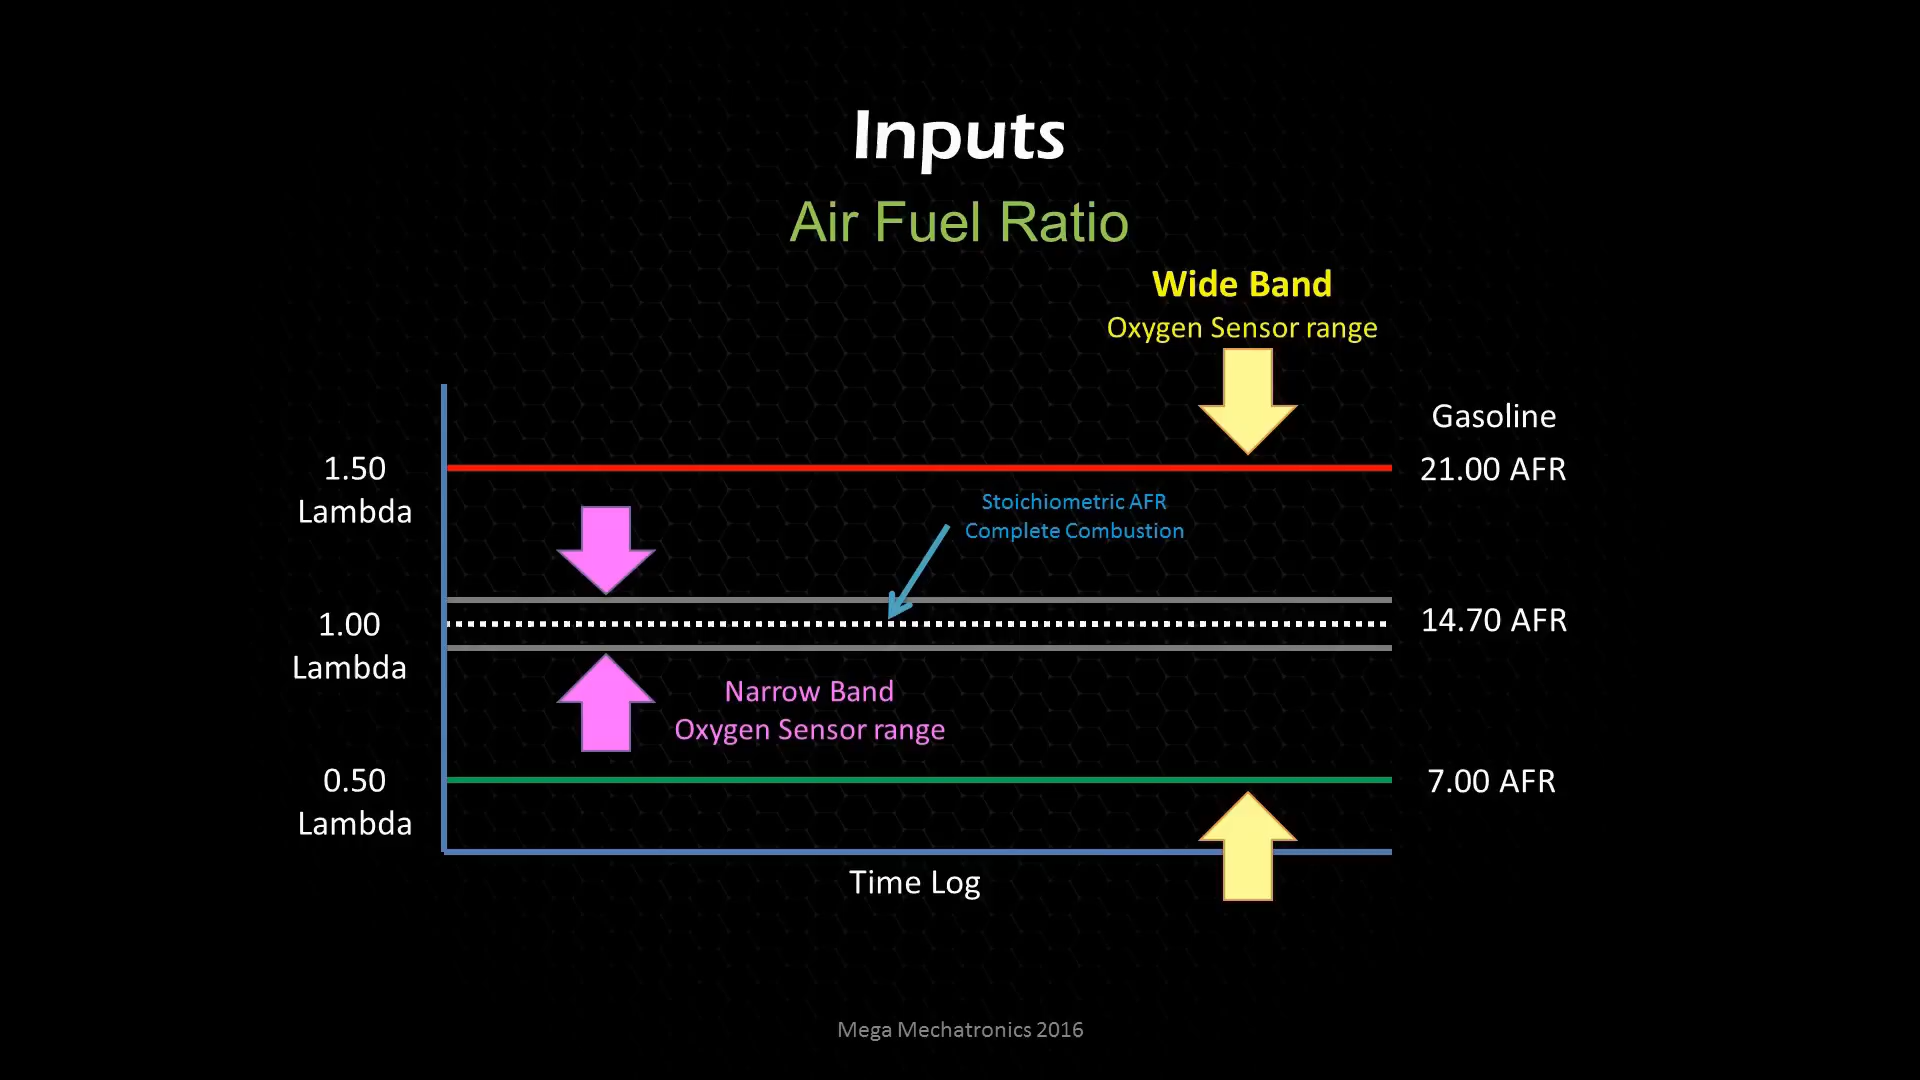 Inputs
Air Fuel Ratio
Wide Band
Oxygen Sensor range
Gasoline
1.50
Lambda
21.00 AFR
Stoichiometric AFR
Complete Combustion
1.00
Lambda
14.70 AFR
Narrow Band
Oxygen Sensor range
0.50
Lambda
7.00 AFR
Time Log
Mega Mechatronics 2016